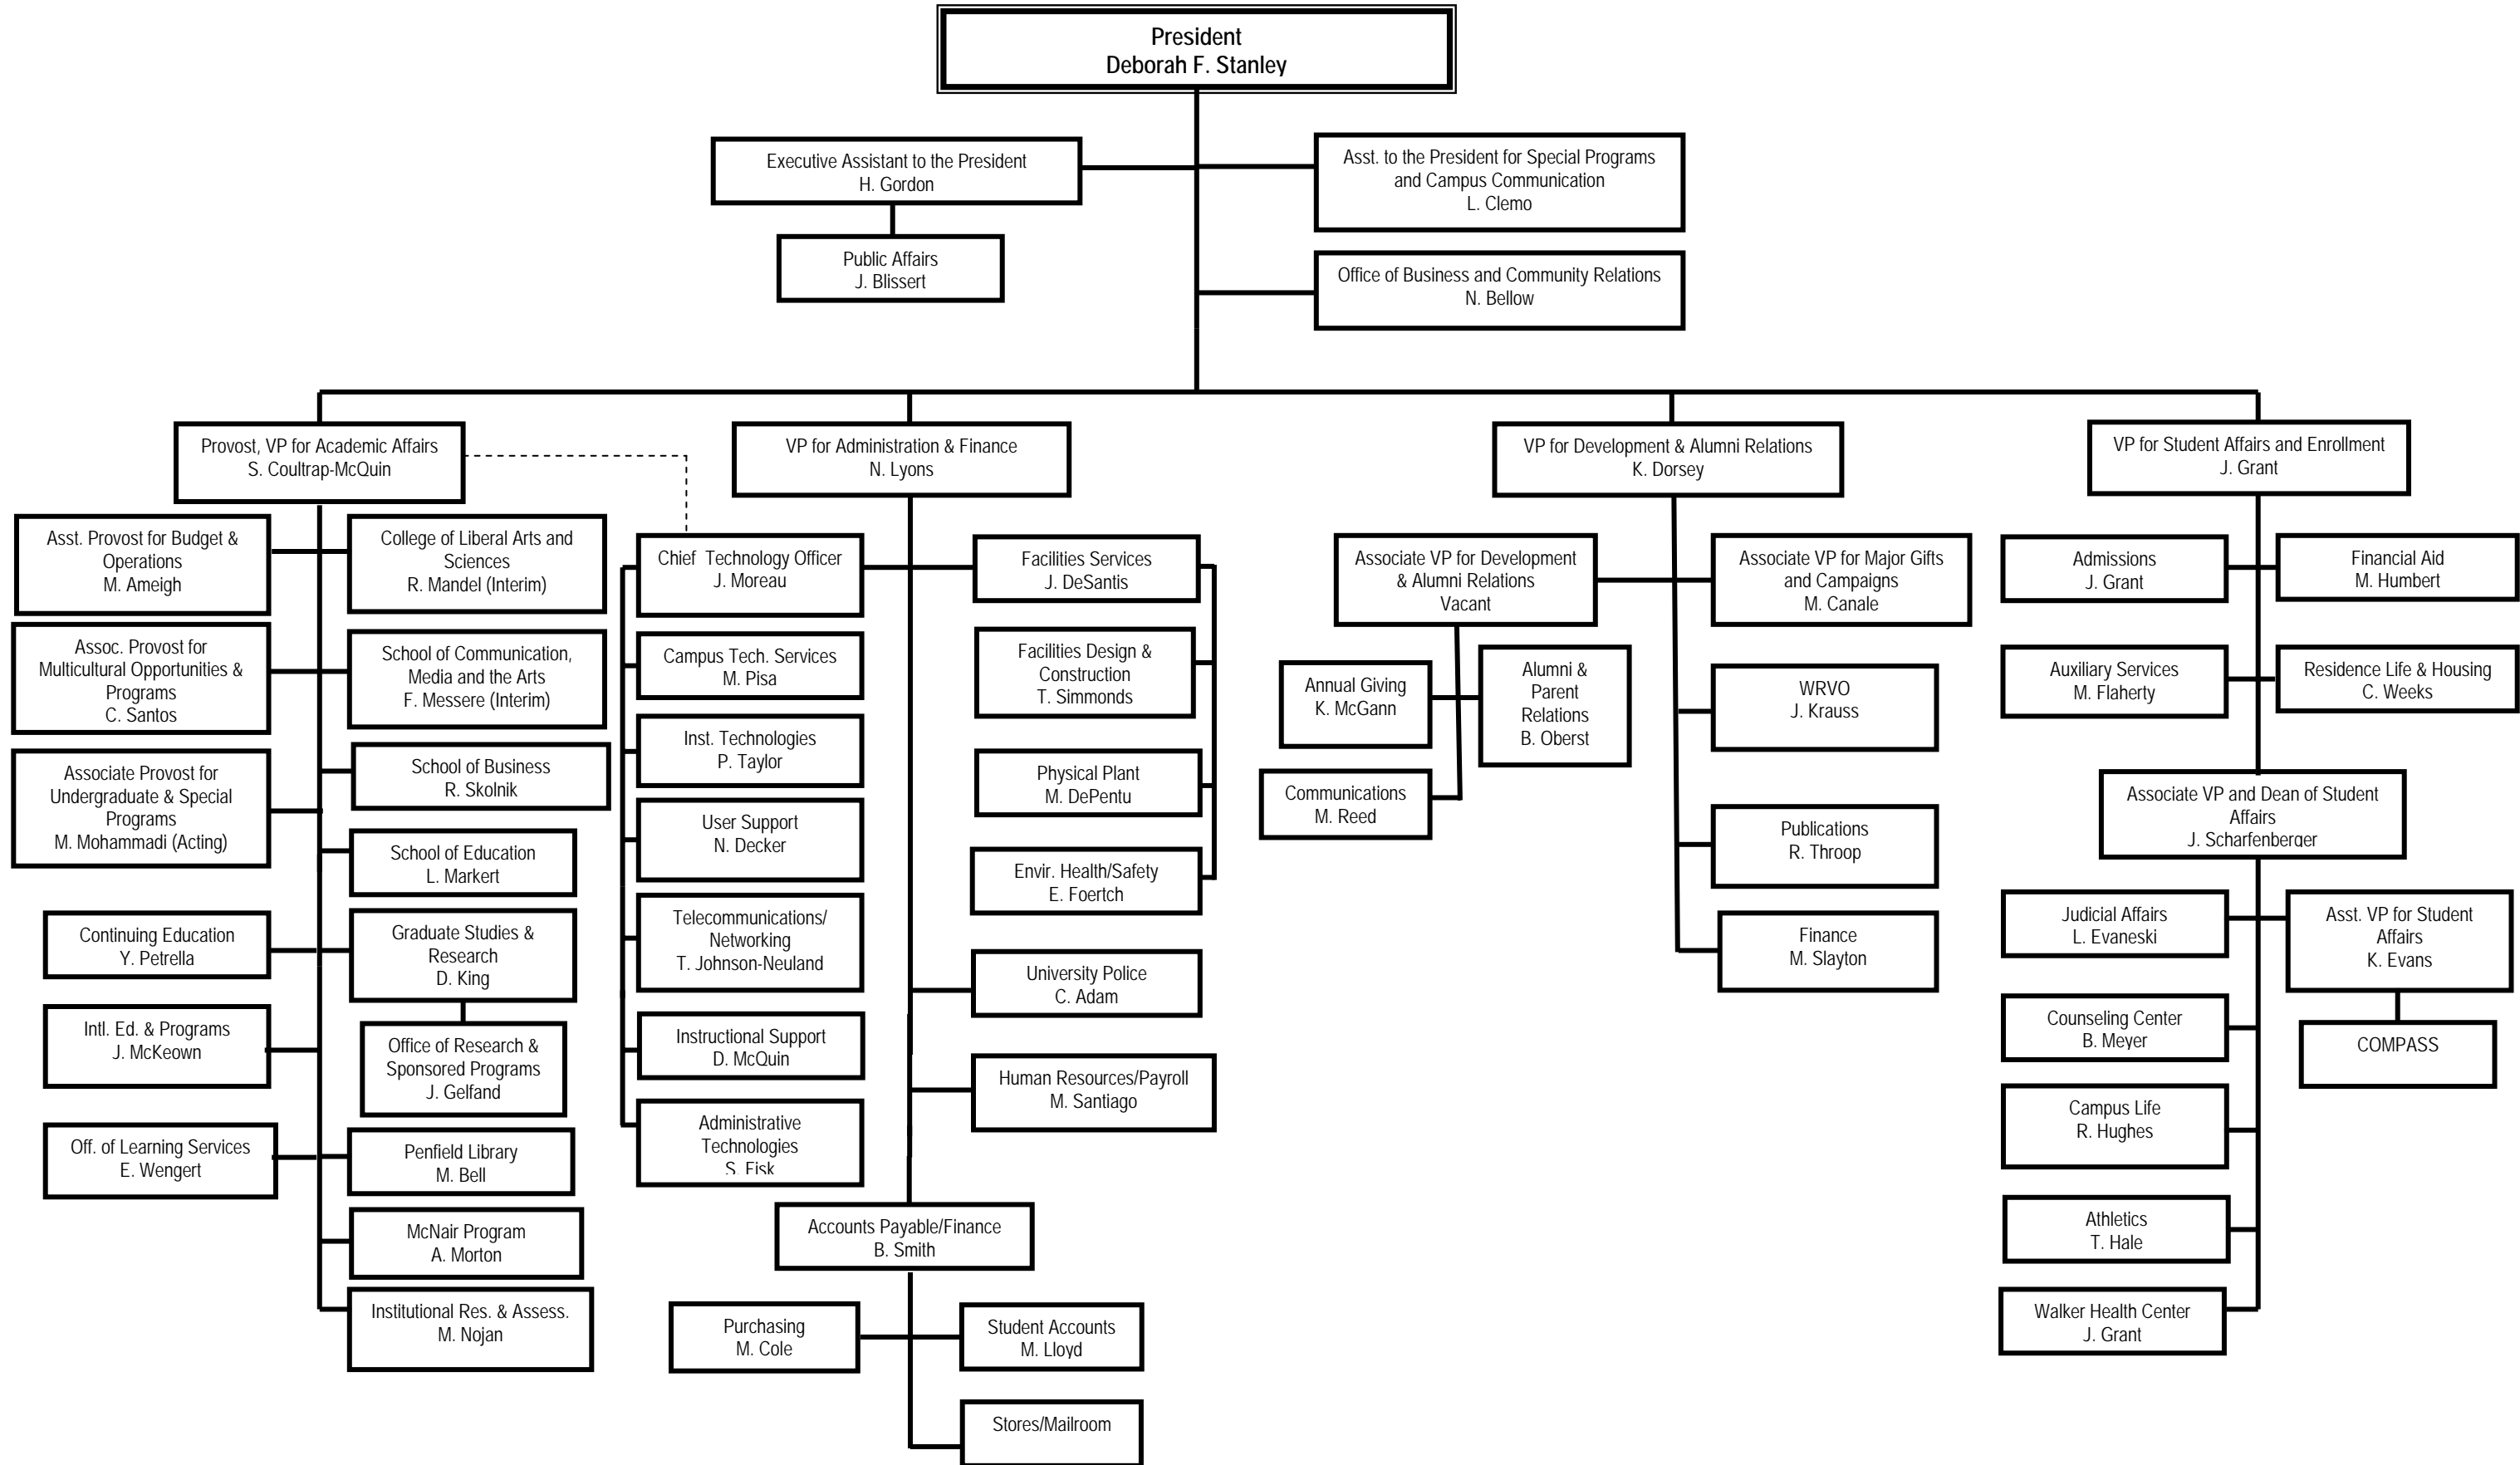 President
Deborah F. Stanley
Executive Assistant to the President
H. Gordon
Asst. to the President for Special Programs
and Campus Communication
L. Clemo
Public Affairs
J. Blissert
Office of Business and Community Relations
N. Bellow
Provost, VP for Academic Affairs
S. Coultrap-McQuin
VP for Administration & Finance
N. Lyons
VP for Development & Alumni Relations
K. Dorsey
VP for Student Affairs and Enrollment
J. Grant
Asst. Provost for Budget &
Operations
M. Ameigh
College of Liberal Arts and
Sciences
R. Mandel (Interim)
Assoc. Provost for
Multicultural Opportunities &
Programs
C. Santos
School of Communication,
Media and the Arts
F. Messere (Interim)
Associate Provost for
Undergraduate & Special
Programs
M. Mohammadi (Acting)
School of Business
R. Skolnik
School of Education
L. Markert
Continuing Education
Y. Petrella
Graduate Studies &
Research
D. King
Intl. Ed. & Programs
J. McKeown
Office of Research &
Sponsored Programs
J. Gelfand
Off. of Learning Services
E. Wengert
Penfield Library
M. Bell
McNair Program
A. Morton
Institutional Res. & Assess.
M. Nojan
Chief Technology Officer
J. Moreau
Campus Tech. Services
M. Pisa
Inst. Technologies
P. Taylor
User Support
N. Decker
Telecommunications/
Networking
T. Johnson-Neuland
Instructional Support
D. McQuin
Administrative
Technologies
S. Fisk
Facilities Services
J. DeSantis
Facilities Design &
Construction
T. Simmonds
Physical Plant
M. DePentu
Envir. Health/Safety
E. Foertch
University Police
C. Adam
Human Resources/Payroll
M. Santiago
Accounts Payable/Finance
B. Smith
Purchasing
M. Cole
Student Accounts
M. Lloyd
Stores/Mailroom
Associate VP for Development
& Alumni Relations
Vacant
Associate VP for Major Gifts
and Campaigns
M. Canale
Annual Giving
K. McGann
Alumni &
Parent
Relations
B. Oberst
Communications
M. Reed
WRVO
J. Krauss
Publications
R. Throop
Finance
M. Slayton
Admissions
J. Grant
Financial Aid
M. Humbert
Auxiliary Services
M. Flaherty
Residence Life & Housing
C. Weeks
Associate VP and Dean of Student
Affairs
J. Scharfenberger
Judicial Affairs
L. Evaneski
Asst. VP for Student
Affairs
K. Evans
Counseling Center
B. Meyer
COMPASS
Campus Life
R. Hughes
Athletics
T. Hale
Walker Health Center
J. Grant